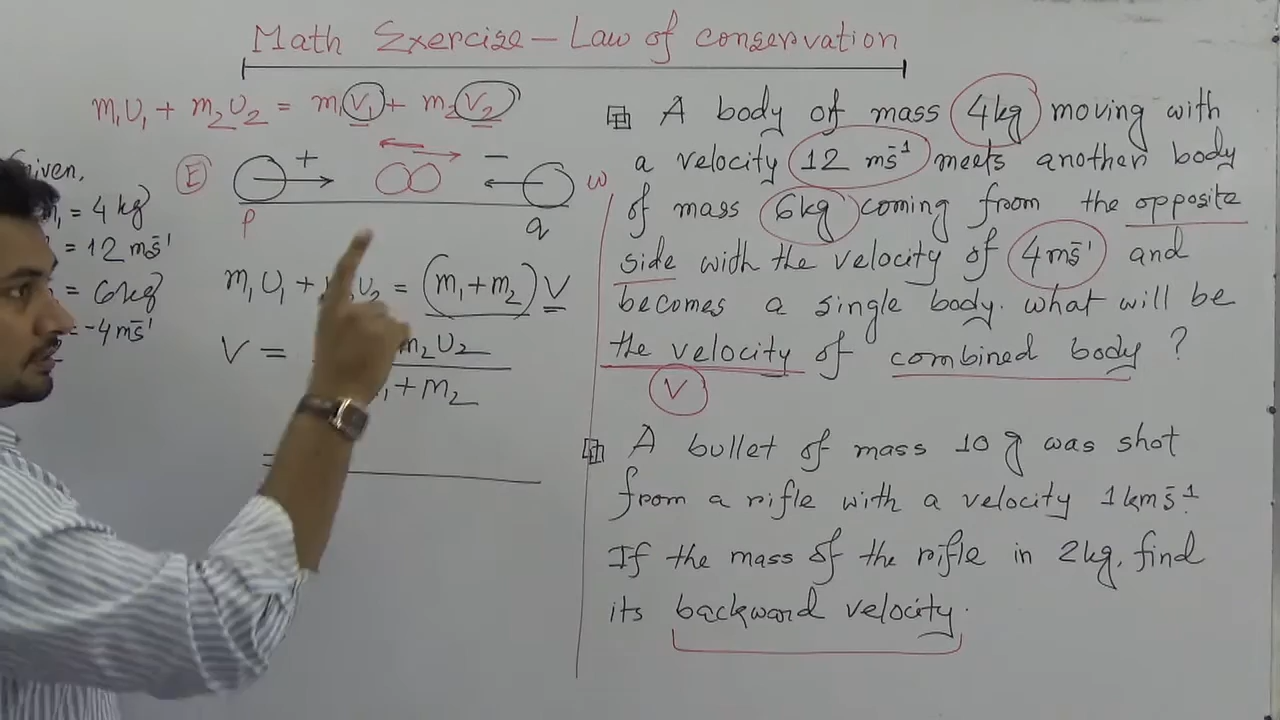 Math Exercise – Law of conservation
m₁U₁ + m₂U₂ = m₁V₁ + m₂V₂
E + − W
p q
m₁ = 4 kg
= 12 ms⁻¹
= 6kg
= -4ms⁻¹
m₁U₁ + U₂ = (m₁+m₂) V
V = m₂U₂
+ m₂
=
A body of mass 4kg moving with
a velocity 12 ms⁻¹ meets another body
of mass 6kg coming from the opposite
side with the velocity of 4ms⁻¹ and
becomes a single body. what will be
the velocity of combined body ?
V
A bullet of mass 10 g was shot
from a rifle with a velocity 1kms⁻¹.
If the mass of the rifle in 2kg, find
its backward velocity.